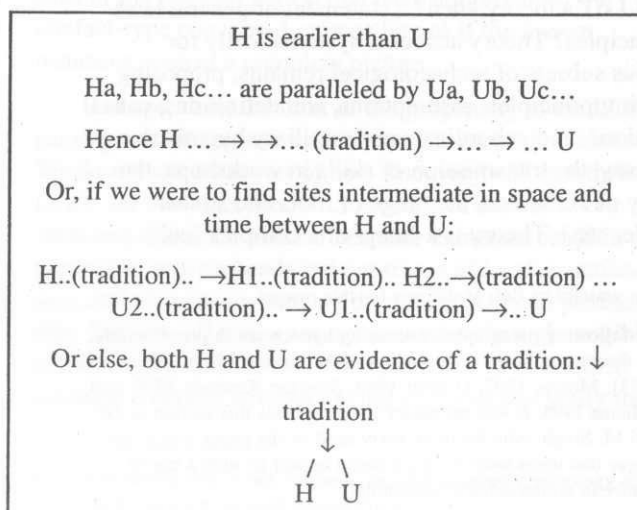 H is earlier than U
Ha, Hb, Hc… are paralleled by Ua, Ub, Uc…
Hence H … → →… (tradition) →…→ …U
Or, if we were to find sites intermediate in space and
time between H and U:
H..(tradition).. →H1..(tradition).. H2..→(tradition) …
U2..(tradition).. → U1..(tradition) →..U
Or else, both H and U are evidence of a tradition: ↓
tradition
↓
/ \
H U